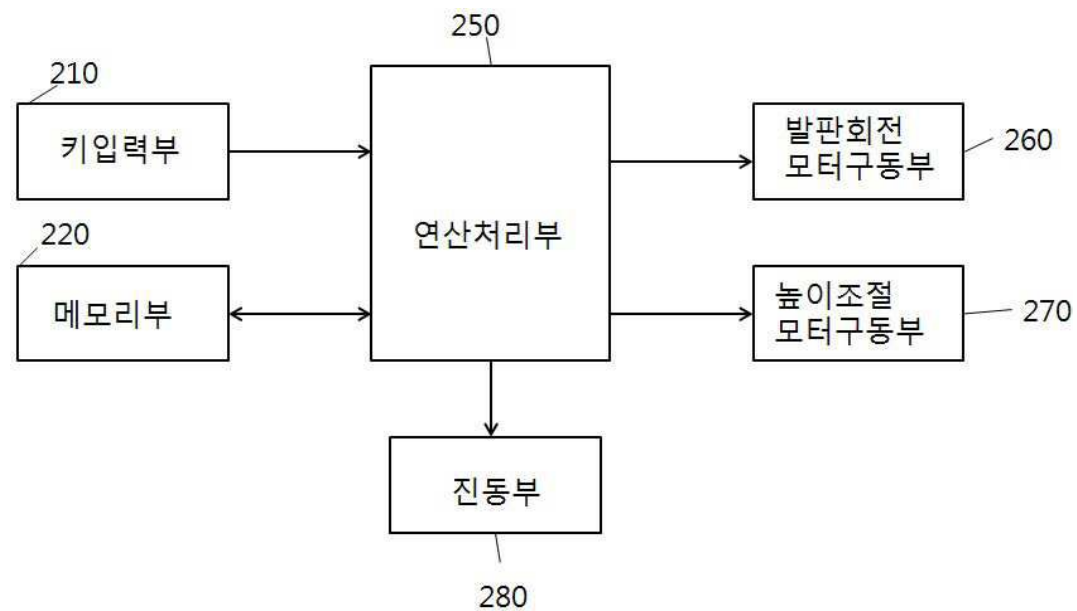 250
210
키입력부
발판회전
모터구동부
260
연산처리부
220
메모리부
높이조절
모터구동부
270
진동부
280